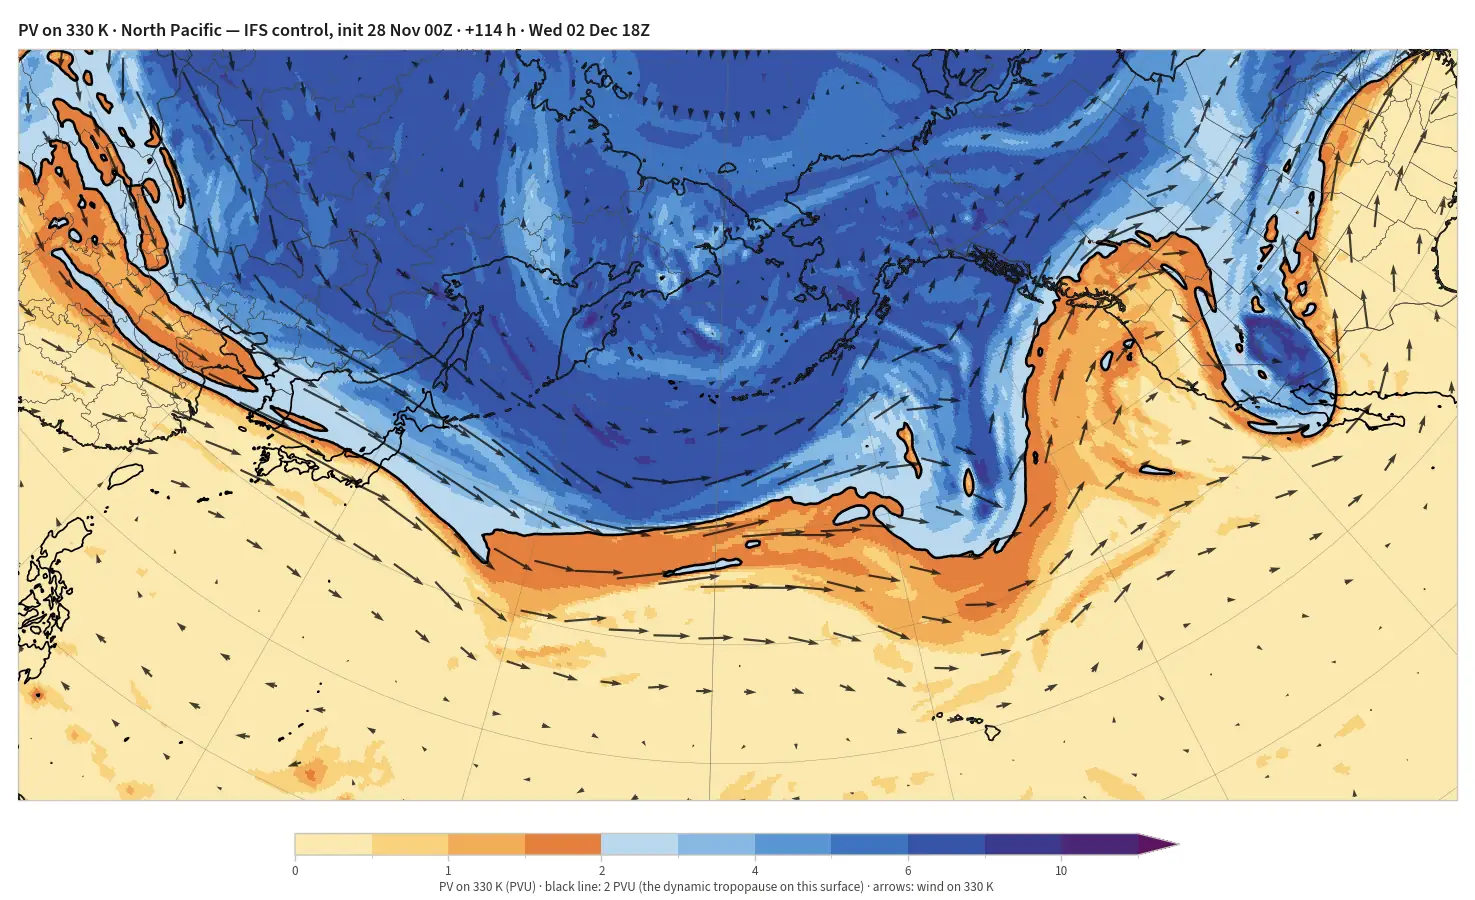 PV on 330 K · North Pacific — IFS control, init 28 Nov 00Z · +114 h · Wed 02 Dec 18Z
0 1 2 4 6 10
PV on 330 K (PVU) · black line: 2 PVU (the dynamic tropopause on this surface) · arrows: wind on 330 K